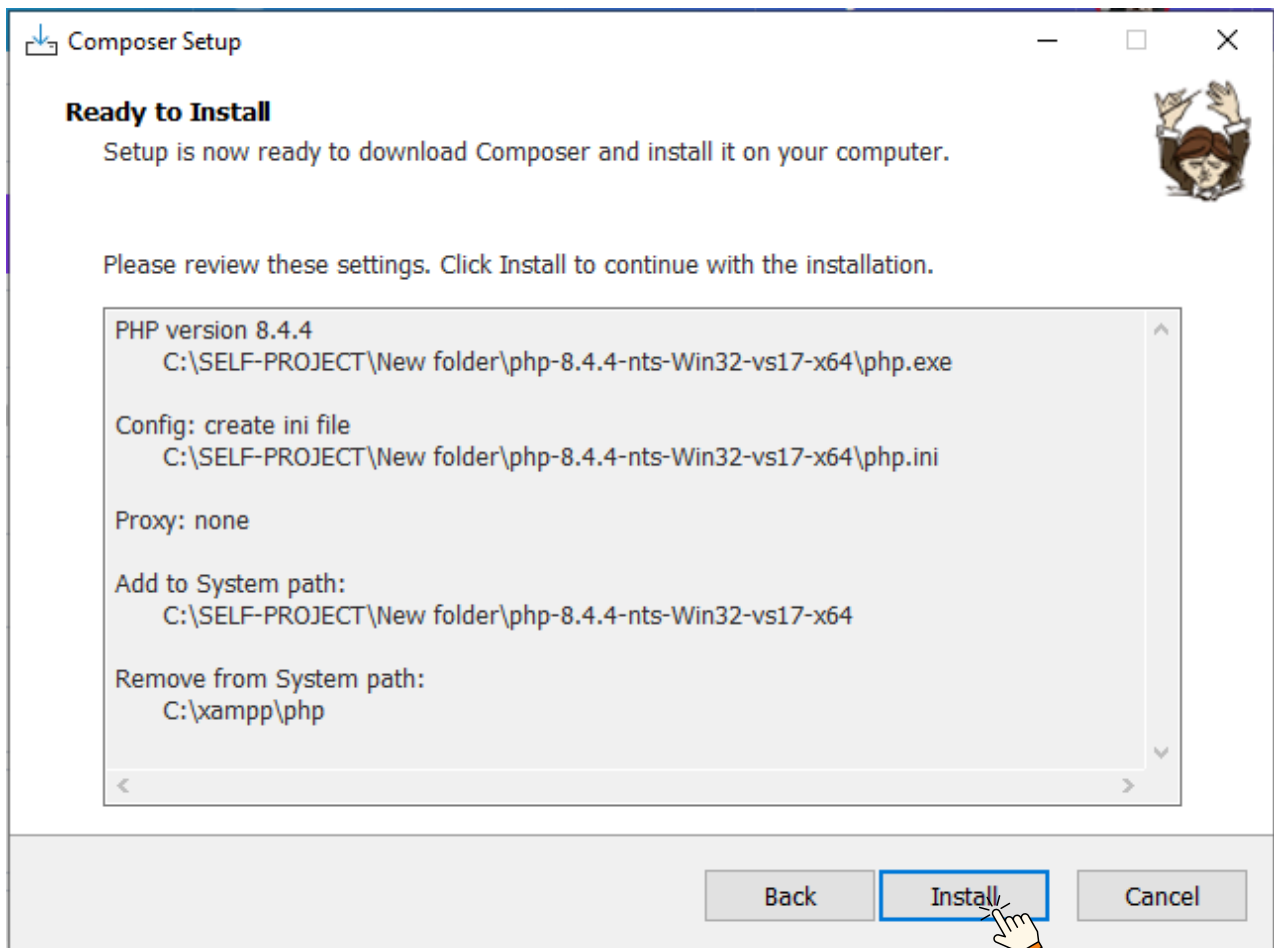 Composer Setup
Ready to Install
Setup is now ready to download Composer and install it on your computer.
Please review these settings. Click Install to continue with the installation.
PHP version 8.4.4
C:\SELF-PROJECT\New folder\php-8.4.4-nts-Win32-vs17-x64\php.exe
Config: create ini file
C:\SELF-PROJECT\New folder\php-8.4.4-nts-Win32-vs17-x64\php.ini
Proxy: none
Add to System path:
C:\SELF-PROJECT\New folder\php-8.4.4-nts-Win32-vs17-x64
Remove from System path:
C:\xampp\php
Back Install Cancel